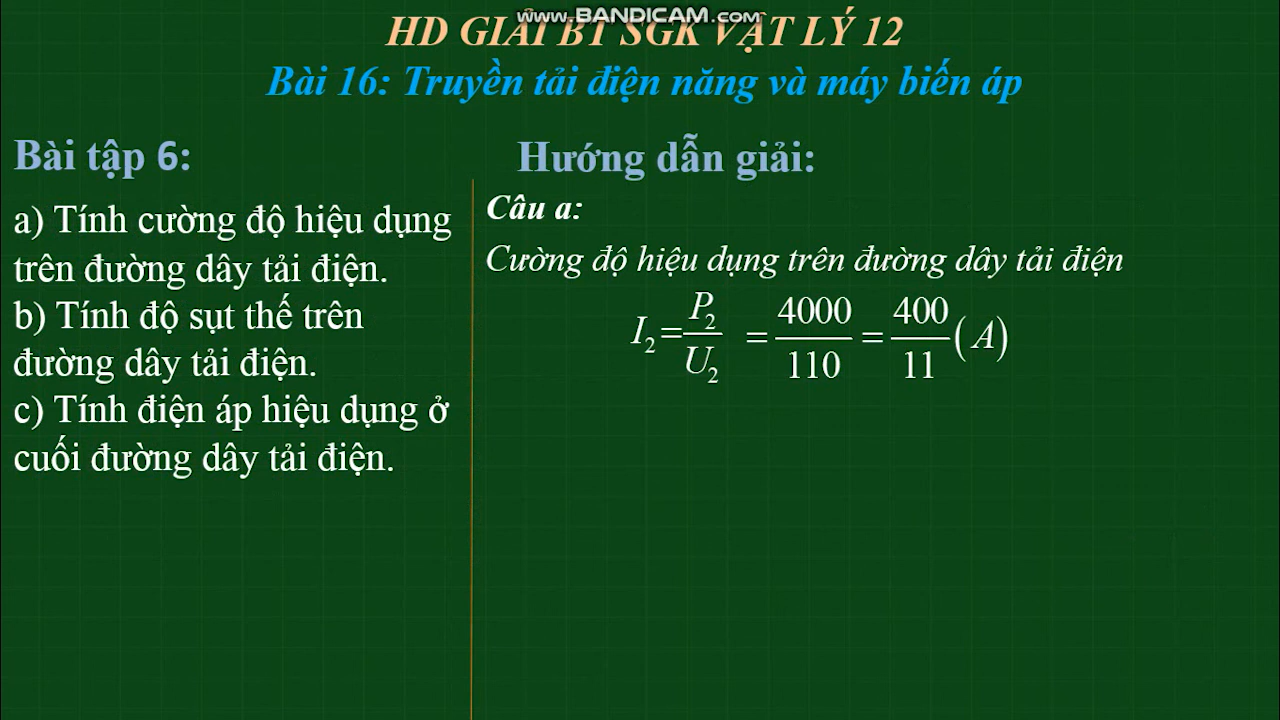 www.BANDICAM.com
HD GIẢI BT SGK VẬT LÝ 12
Bài 16: Truyền tải điện năng và máy biến áp
Bài tập 6:
a) Tính cường độ hiệu dụng
trên đường dây tải điện.
b) Tính độ sụt thế trên
đường dây tải điện.
c) Tính điện áp hiệu dụng ở
cuối đường dây tải điện.
Hướng dẫn giải:
Câu a:
Cường độ hiệu dụng trên đường dây tải điện
I₂ = P₂/U₂ = 4000/110 = 400/11 (A)